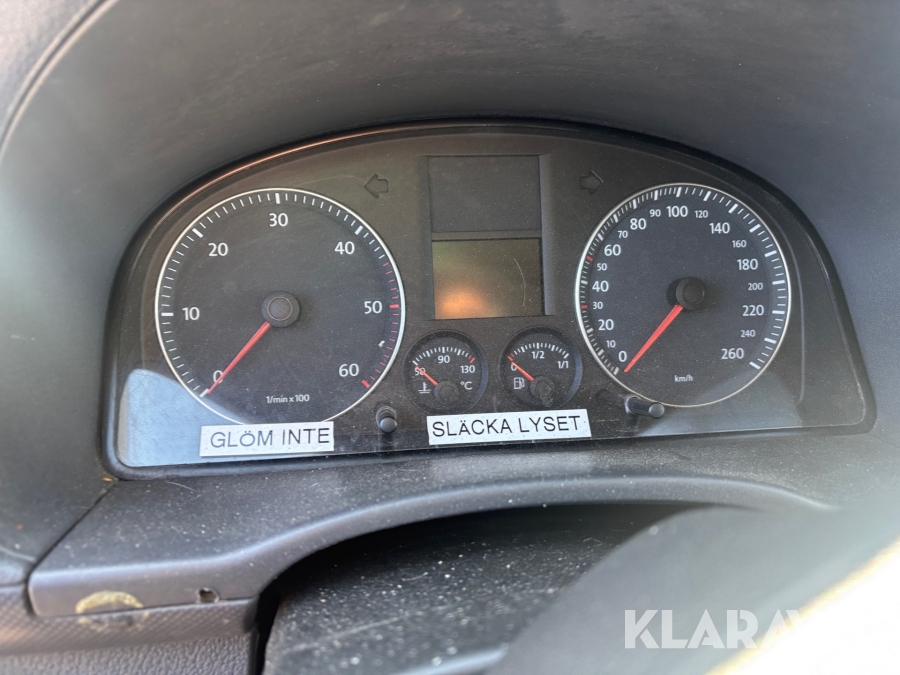 10 20 30 40 50 60
0
1/min x 100
50 90 130
°C
0 1/2 1/1
0 10 20 30 40 50 60 70 80 90 100 120 140 160 180 200 220 240 260
km/h
GLÖM INTE
SLÄCKA LYSET
KLARAV